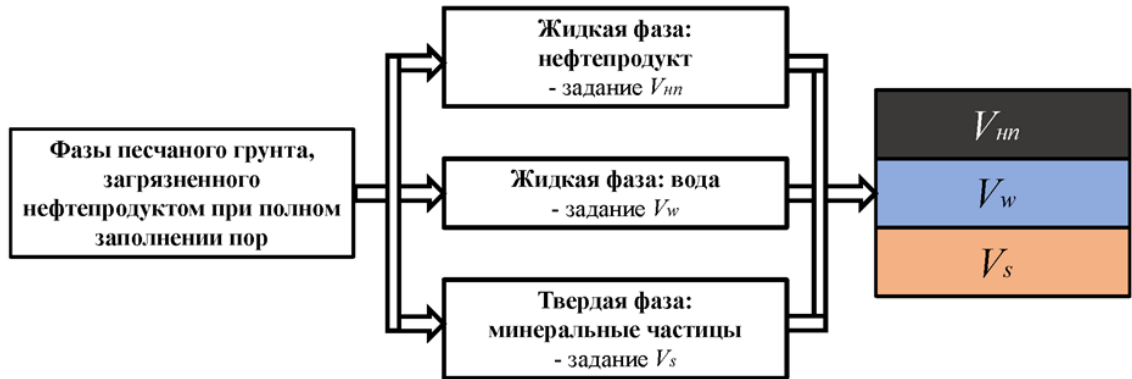 Фазы песчаного грунта,
загрязненного
нефтепродуктом при полном
заполнении пор
Жидкая фаза:
нефтепродукт
- задание Vнп
Жидкая фаза: вода
- задание Vw
Твердая фаза:
минеральные частицы
- задание Vs
Vнп
Vw
Vs